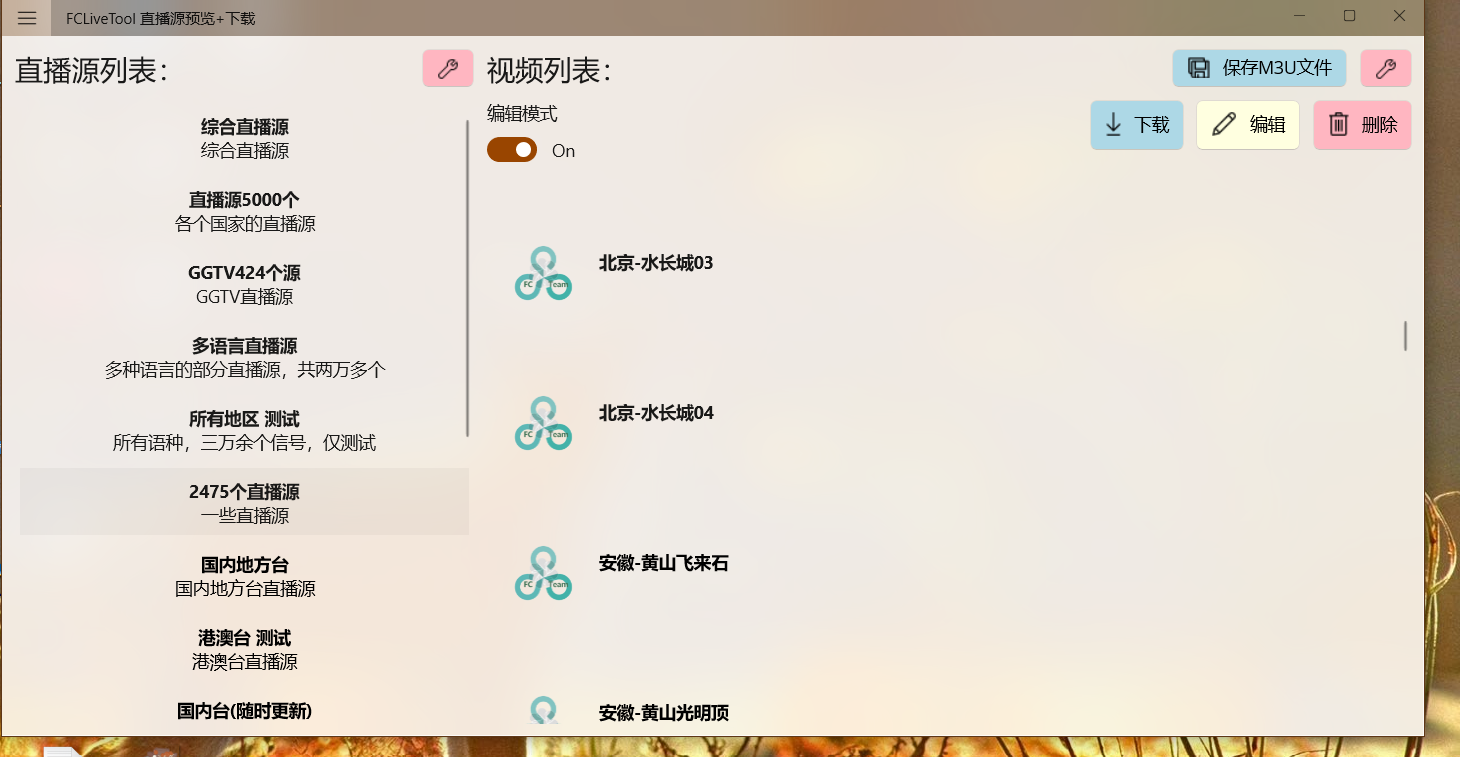 FCLiveTool 直播源预览+下载
直播源列表：
综合直播源
综合直播源
直播源5000个
各个国家的直播源
GGTV424个源
GGTV直播源
多语言直播源
多种语言的部分直播源，共两万多个
所有地区 测试
所有语种，三万余个信号，仅测试
2475个直播源
一些直播源
国内地方台
国内地方台直播源
港澳台 测试
港澳台直播源
国内台(随时更新)
视频列表：
保存M3U文件
编辑模式
On
下载
编辑
删除
FC Team
北京-水长城03
FC Team
北京-水长城04
FC Team
安徽-黄山飞来石
安徽-黄山光明顶